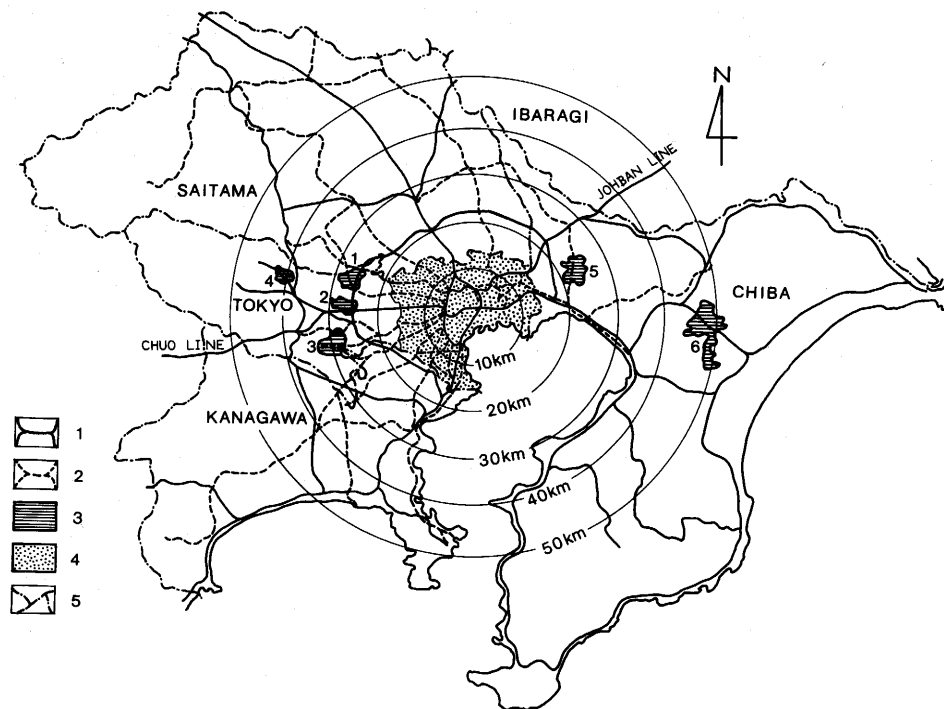 N
IBARAGI
JOHBAN LINE
SAITAMA
1
5
4
2
TOKYO
CHIBA
CHUO LINE
3
6
10km
KANAGAWA
20km
30km
40km
50km
1
2
3
4
5